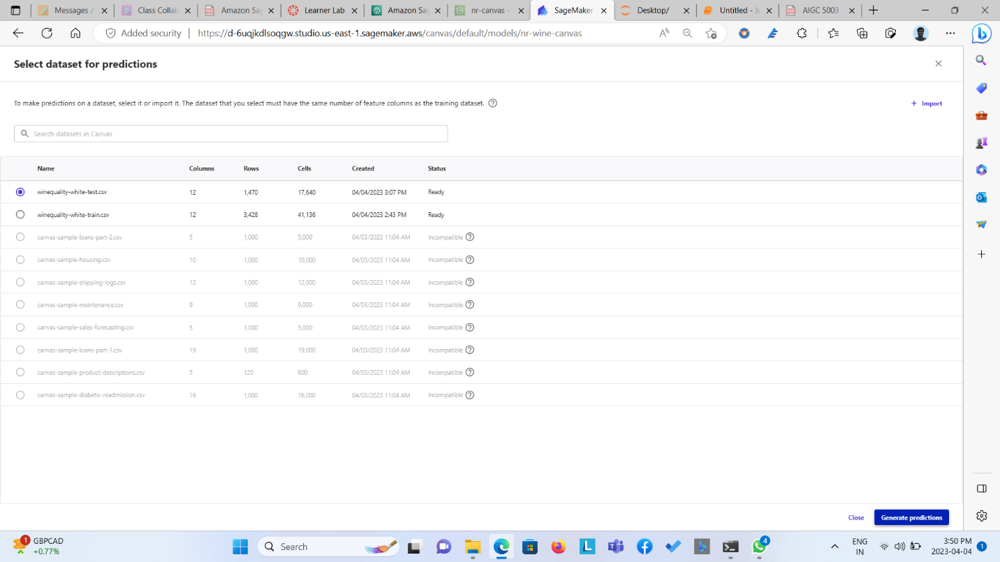 Messages /
Class Collab
Amazon Sa
Learner Lab
Amazon Sag
nr-canvas -
SageMaker
Desktop/
Untitled - Ju
AIGC 5003
Added security
https://d-6uqjkdlsoqgw.studio.us-east-1.sagemaker.aws/canvas/default/models/nr-wine-canvas
Select dataset for predictions
To make predictions on a dataset, select it or import it. The dataset that you select must have the same number of feature columns as the training dataset.
+ Import
Search datasets in Canvas
Name Columns Rows Cells Created Status
winequality-white-test.csv 12 1,470 17,640 04/04/2023 3:07 PM Ready
winequality-white-train.csv 12 3,428 41,136 04/04/2023 2:43 PM Ready
canvas-sample-loans-part-2.csv 5 1,000 5,000 04/03/2023 11:04 AM Incompatible
canvas-sample-housing.csv 10 1,000 10,000 04/03/2023 11:04 AM Incompatible
canvas-sample-shipping-logs.csv 12 1,000 12,000 04/03/2023 11:04 AM Incompatible
canvas-sample-maintenance.csv 9 1,000 9,000 04/03/2023 11:04 AM Incompatible
canvas-sample-sales-forecasting.csv 5 1,000 5,000 04/03/2023 11:04 AM Incompatible
canvas-sample-loans-part-1.csv 19 1,000 19,000 04/03/2023 11:04 AM Incompatible
canvas-sample-product-descriptions.csv 5 120 600 04/03/2023 11:04 AM Incompatible
canvas-sample-diabetic-readmission.csv 16 1,000 16,000 04/03/2023 11:04 AM Incompatible
Close
Generate predictions
1
GBPCAD
+0.77%
Search
4
ENG
IN
3:50 PM
2023-04-04
1